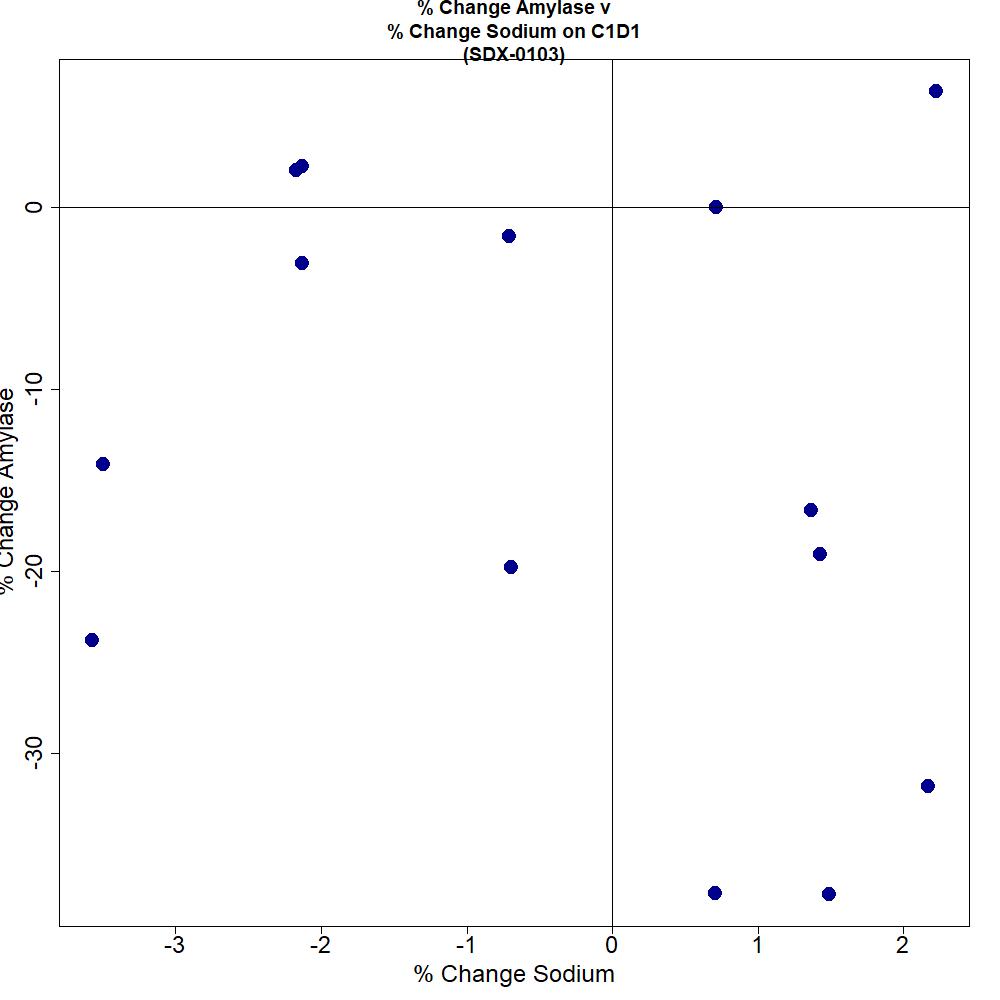 % Change Amylase v
% Change Sodium on C1D1
(SDX-0103)
0
-10
-20
-30
% Change Amylase
-3
-2
-1
0
1
2
% Change Sodium